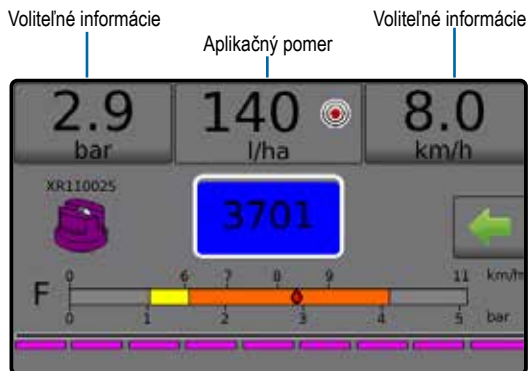 Voliteľné informácie
Voliteľné informácie
Aplikačný pomer
2.9
bar
140
l/ha
8.0
km/h
XR110025
3701
0 6 7 8 9 11 km/h
F
0 1 2 3 4 5 bar